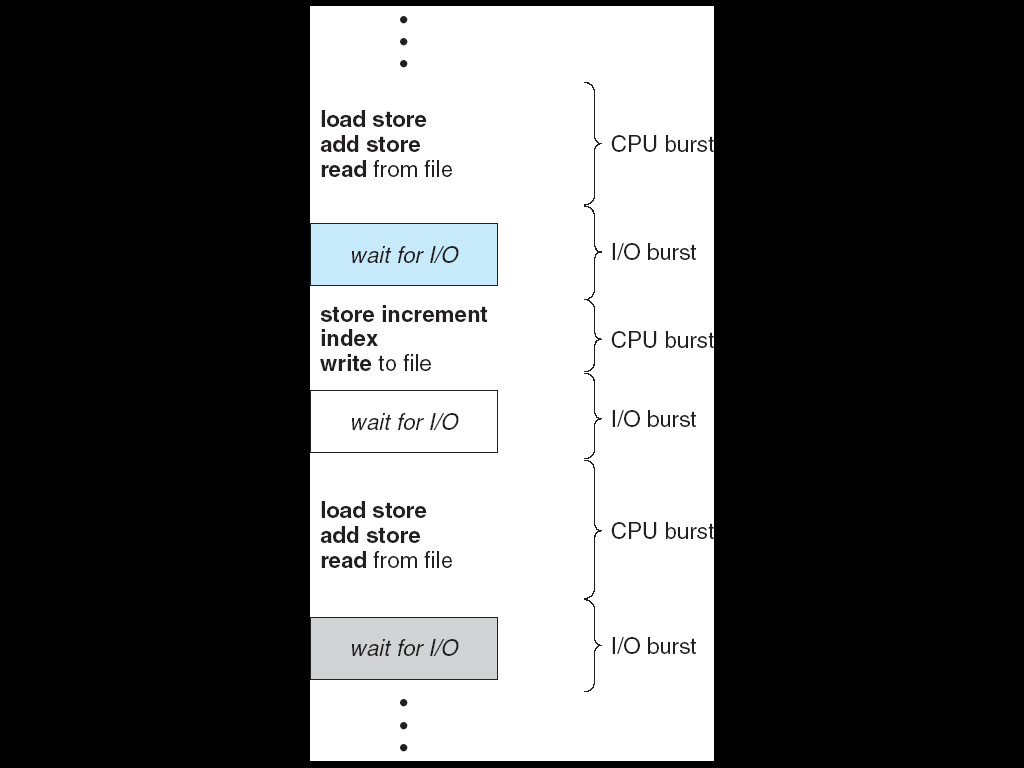 load store
add store
read from file
CPU burst
wait for I/O
I/O burst
store increment
index
write to file
CPU burst
wait for I/O
I/O burst
load store
add store
read from file
CPU burst
wait for I/O
I/O burst